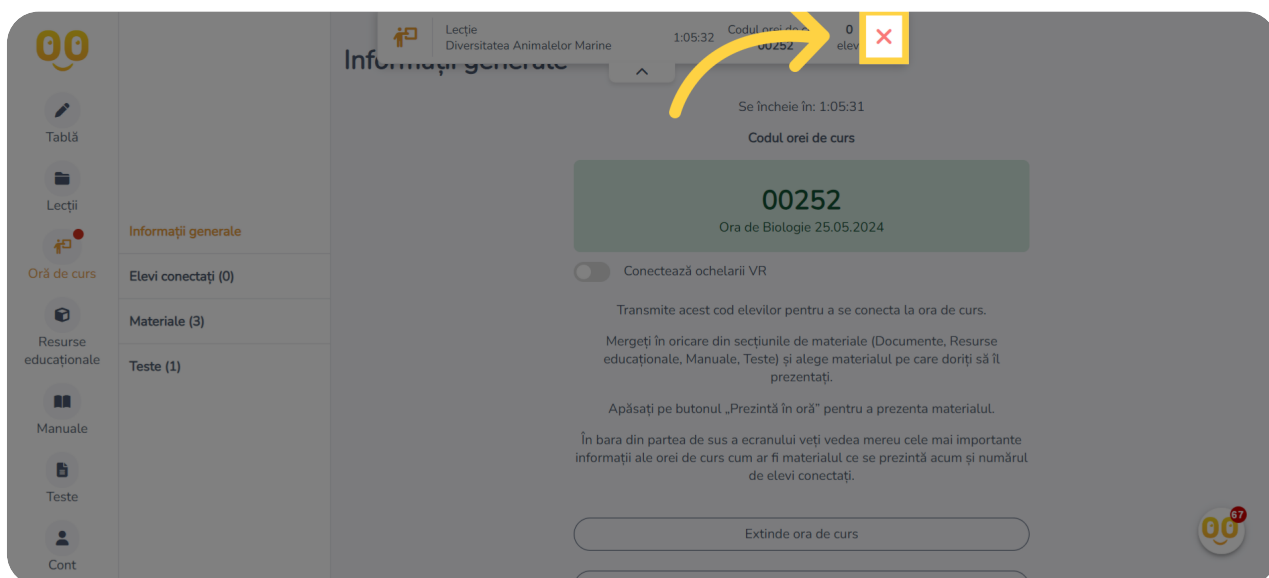 Lecție
Diversitatea Animalelor Marine
1:05:32
Codul orei de
00252
0
elev
Informații generale
Se încheie în: 1:05:31
Codul orei de curs
00252
Ora de Biologie 25.05.2024
Conectează ochelarii VR
Transmite acest cod elevilor pentru a se conecta la ora de curs.
Mergeți în oricare din secțiunile de materiale (Documente, Resurse
educaționale, Manuale, Teste) și alege materialul pe care doriți să îl
prezentați.
Apăsați pe butonul „Prezintă în oră” pentru a prezenta materialul.
În bara din partea de sus a ecranului veți vedea mereu cele mai importante
informații ale orei de curs cum ar fi materialul ce se prezintă acum și numărul
de elevi conectați.
Extinde ora de curs
Tablă
Lecții
Oră de curs
Resurse
educaționale
Manuale
Teste
Cont
Informații generale
Elevi conectați (0)
Materiale (3)
Teste (1)
67